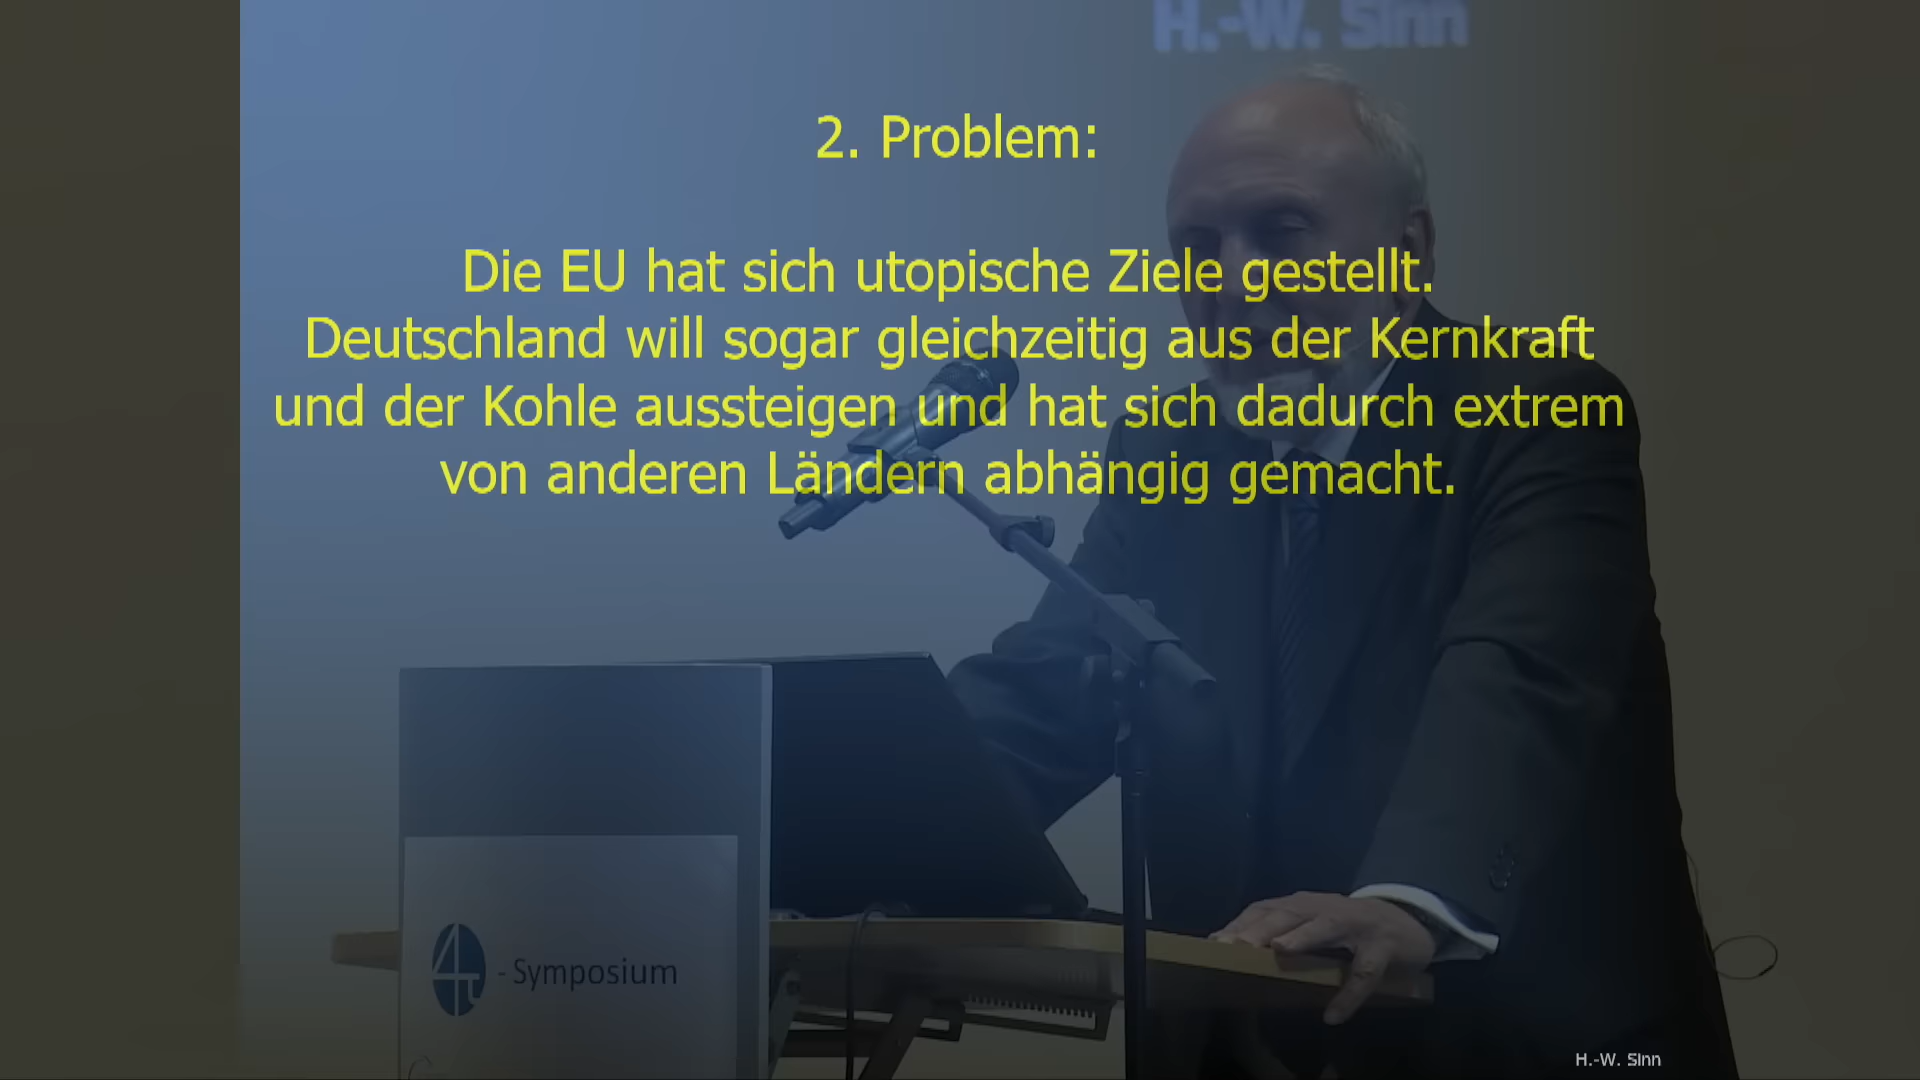 H.-W. Sinn
2. Problem:
Die EU hat sich utopische Ziele gestellt.
Deutschland will sogar gleichzeitig aus der Kernkraft
und der Kohle aussteigen und hat sich dadurch extrem
von anderen Ländern abhängig gemacht.
4t - Symposium
H.-W. Sinn